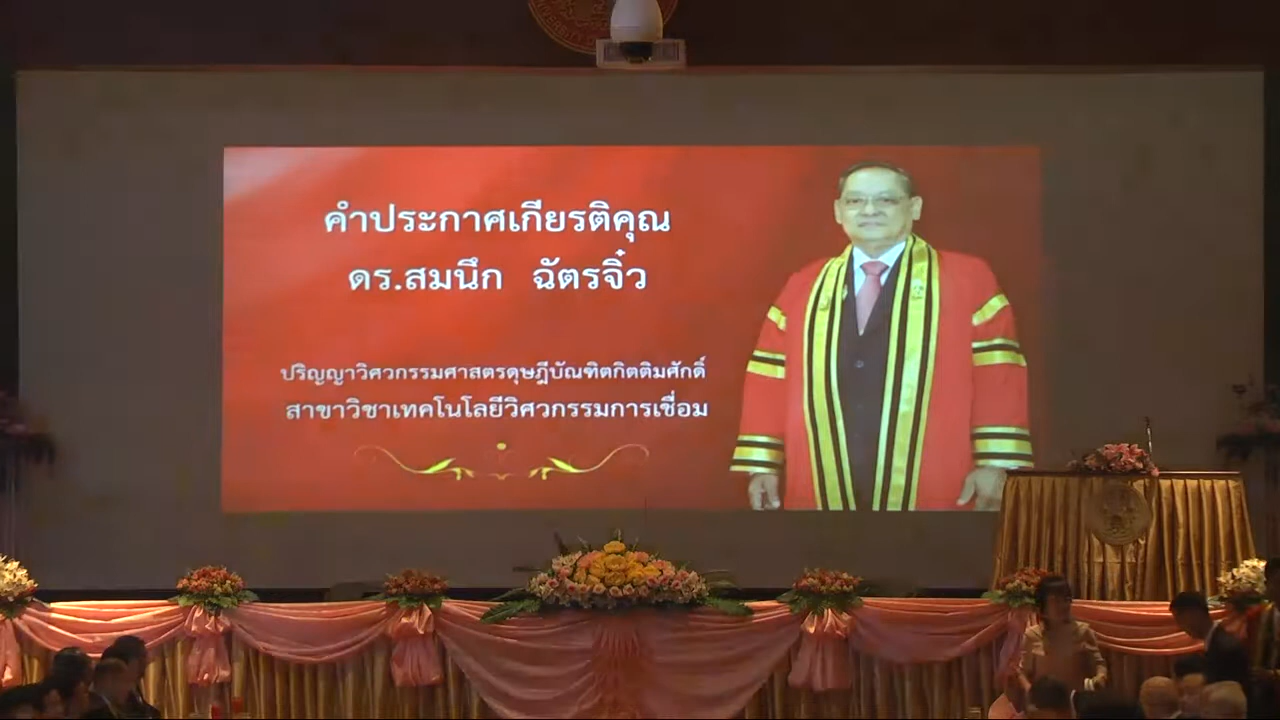 คำประกาศเกียรติคุณ
ดร.สมนึก ฉัตรจิ๋ว
ปริญญาวิศวกรรมศาสตรดุษฎีบัณฑิตกิตติมศักดิ์
สาขาวิชาเทคโนโลยีวิศวกรรมการเชื่อม